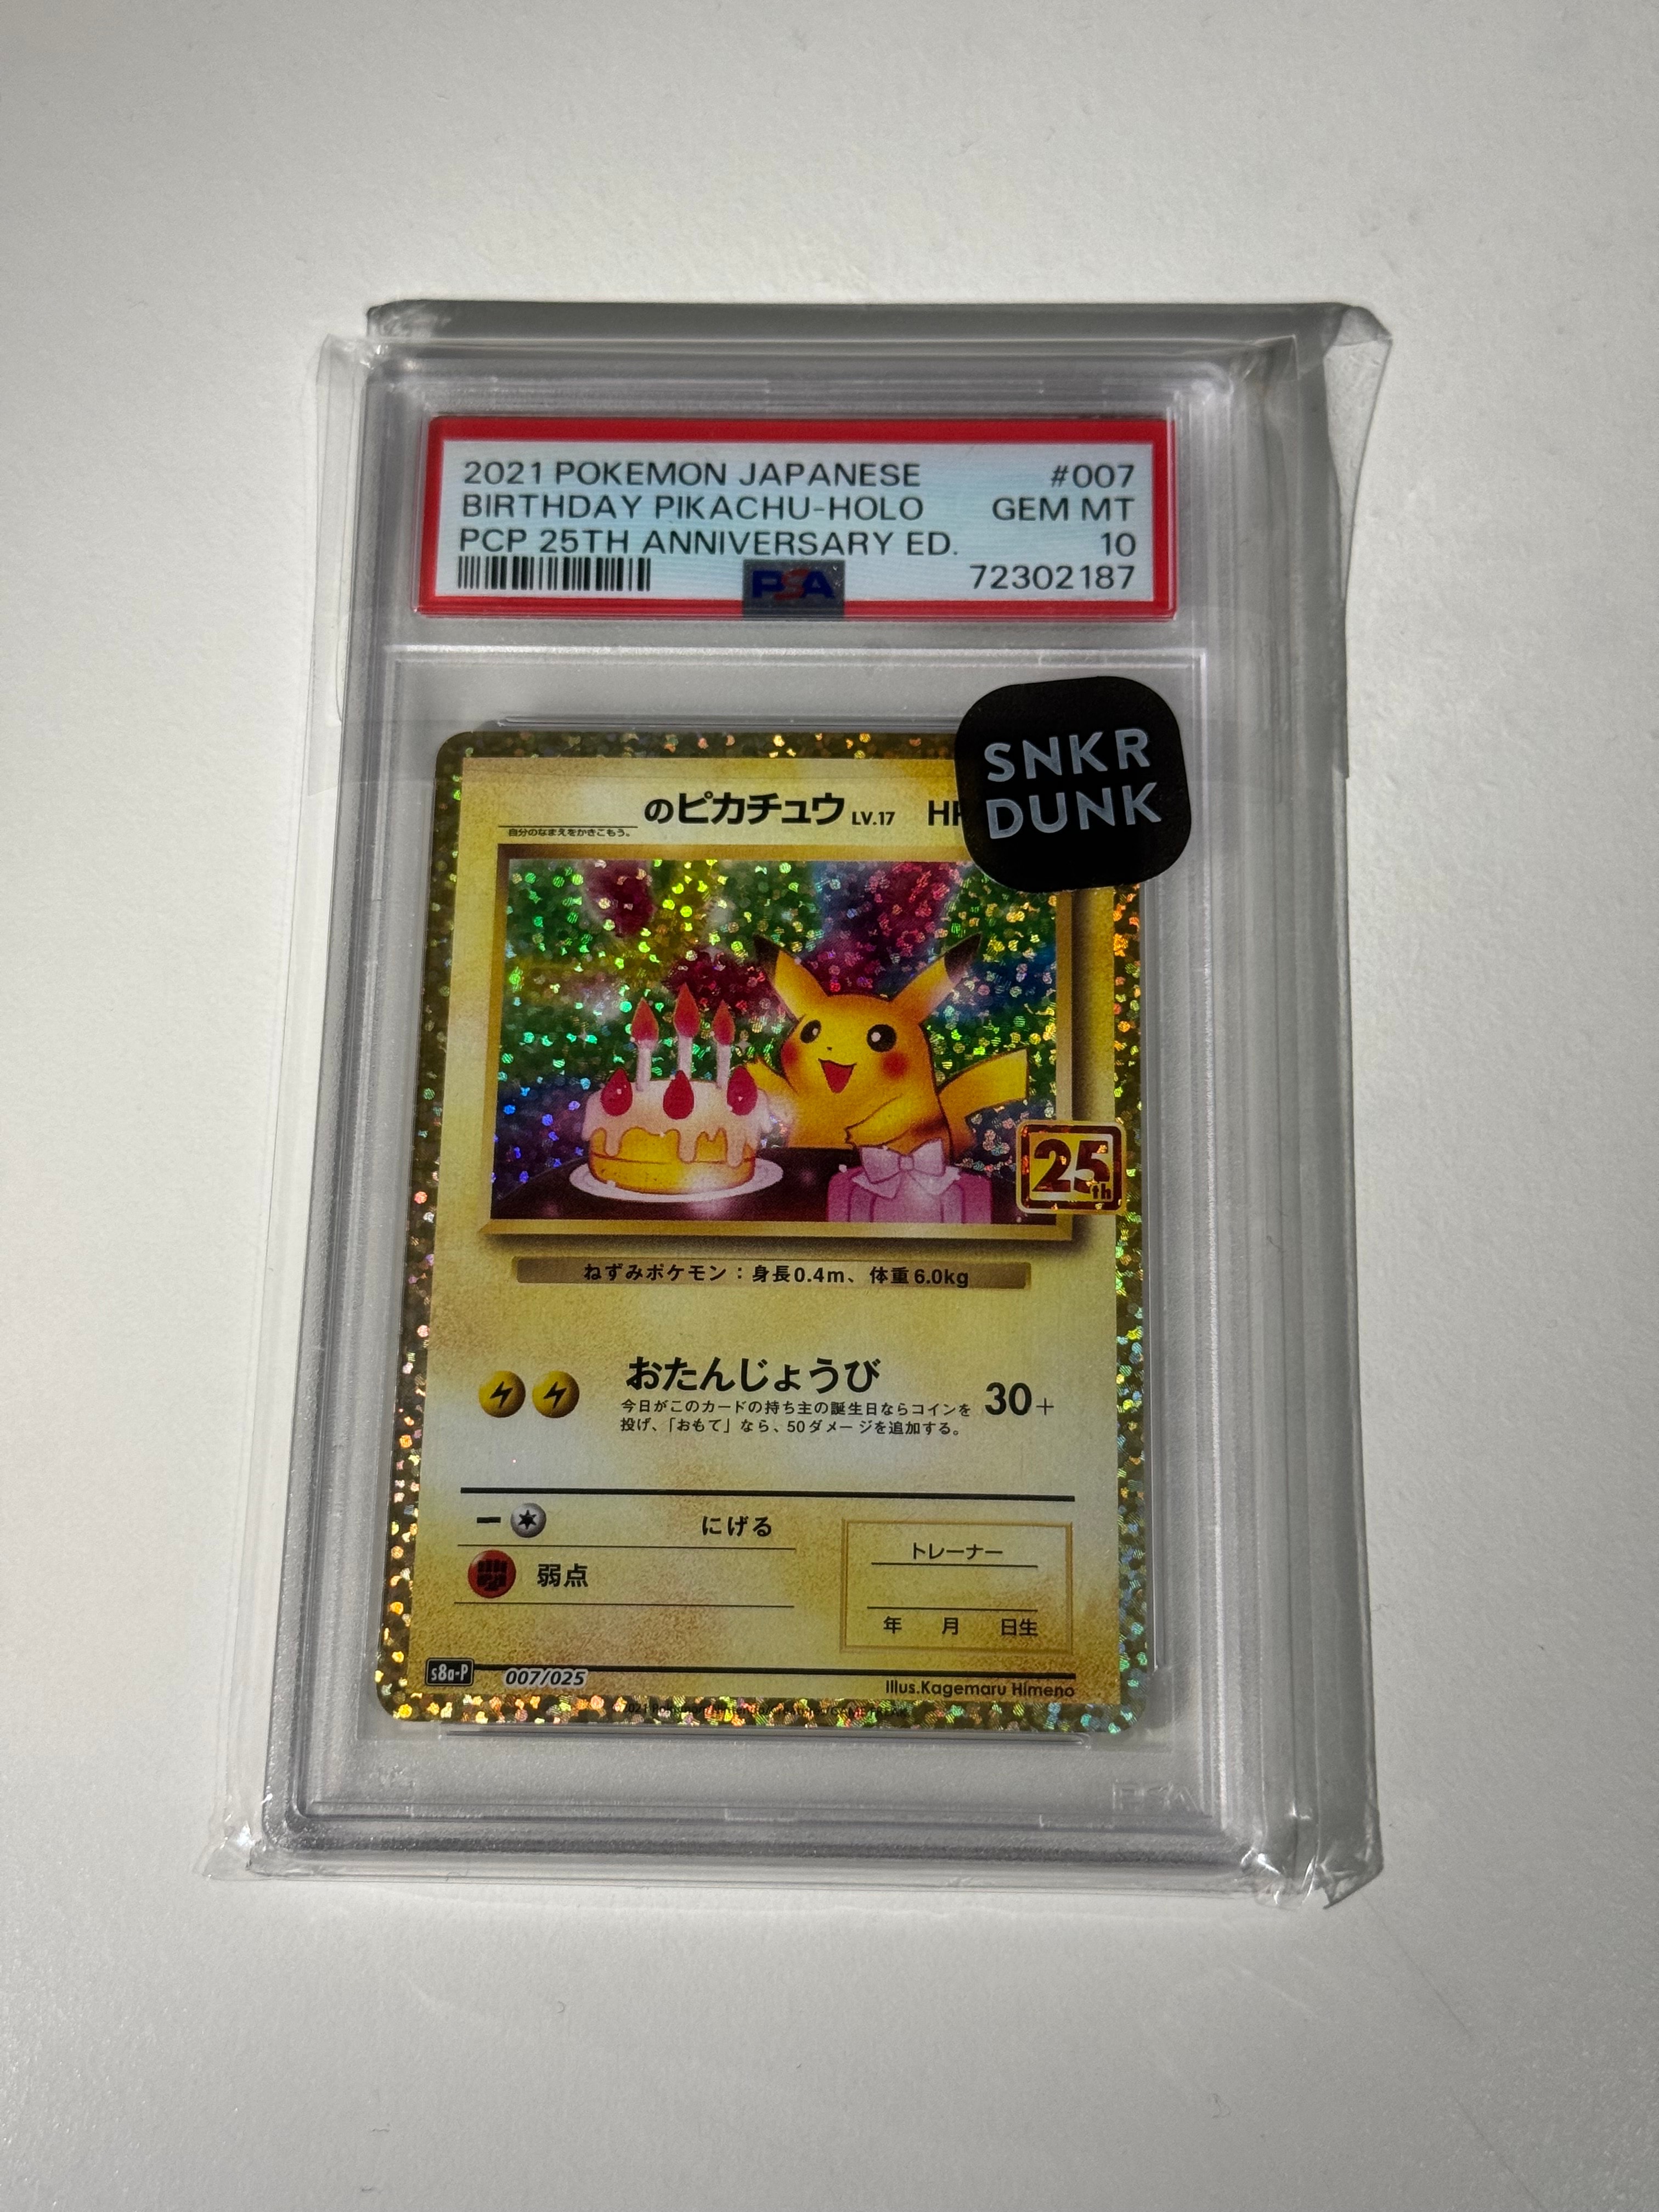 2021 POKEMON JAPANESE #007
BIRTHDAY PIKACHU-HOLO GEM MT
PCP 25TH ANNIVERSARY ED. 10
PSA 72302187
SNKR
DUNK
のピカチュウ LV.17
自分のなまえをかきこもう。
25th
ねずみポケモン:身長0.4m、体重6.0kg
おたんじょうび 30+
今日がこのカードの持ち主の誕生日ならコインを
投げ、「おもて」なら、50ダメージを追加する。
にげる
弱点
トレーナー
年 月 日生
s8a-P 007/025
Illus.Kagemaru Himeno
PSA